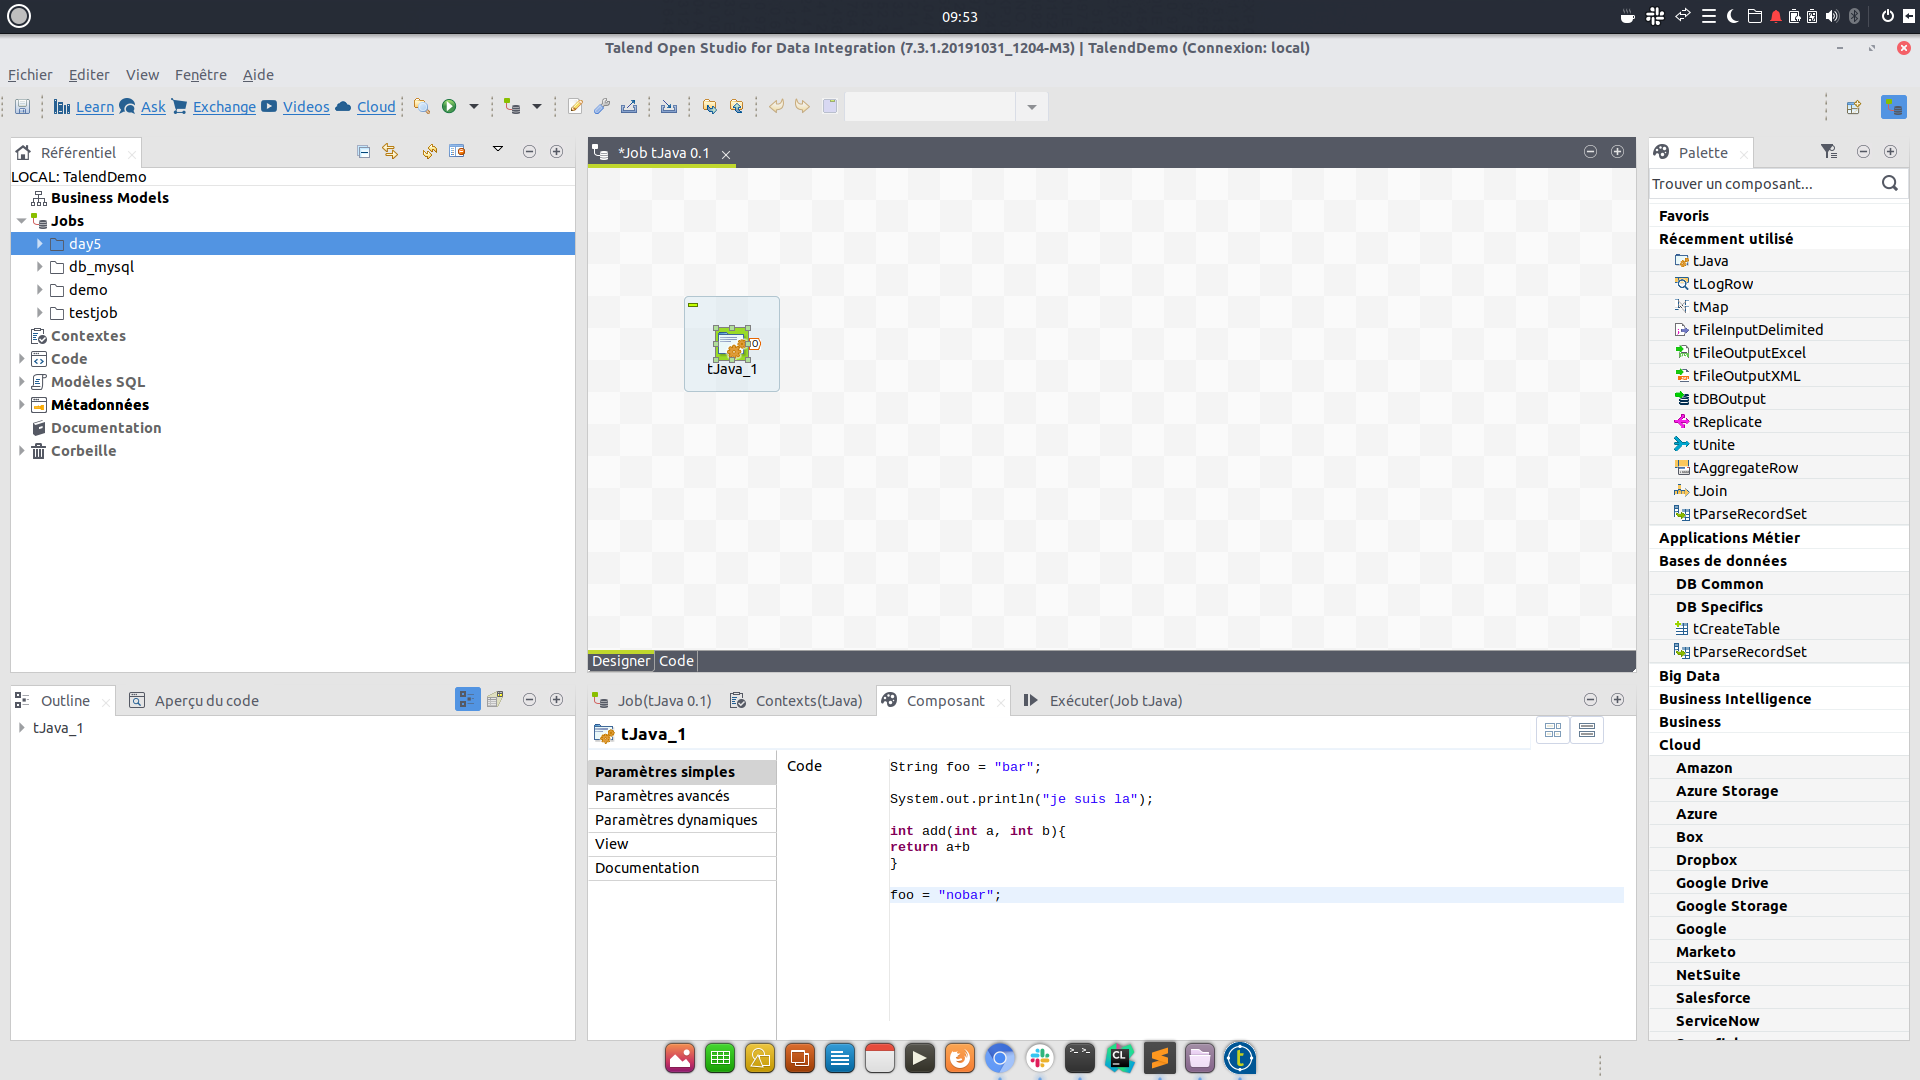 09:53
Talend Open Studio for Data Integration (7.3.1.20191031_1204-M3) | TalendDemo (Connexion: local)
Fichier Editer View Fenêtre Aide
Learn Ask Exchange Videos Cloud
Référentiel
LOCAL: TalendDemo
Business Models
Jobs
day5
db_mysql
demo
testjob
Contextes
Code
Modèles SQL
Métadonnées
Documentation
Corbeille
*Job tJava 0.1
tJava_1
Designer Code
Palette
Trouver un composant...
Favoris
Récemment utilisé
tJava
tLogRow
tMap
tFileInputDelimited
tFileOutputExcel
tFileOutputXML
tDBOutput
tReplicate
tUnite
tAggregateRow
tJoin
tParseRecordSet
Applications Métier
Bases de données
DB Common
DB Specifics
tCreateTable
tParseRecordSet
Big Data
Business Intelligence
Business
Cloud
Amazon
Azure Storage
Azure
Box
Dropbox
Google Drive
Google Storage
Google
Marketo
NetSuite
Salesforce
ServiceNow
Outline Aperçu du code
tJava_1
Job(tJava 0.1) Contexts(tJava) Composant Exécuter(Job tJava)
tJava_1
Paramètres simples
Paramètres avancés
Paramètres dynamiques
View
Documentation
Code
String foo = "bar";
System.out.println("je suis la");
int add(int a, int b){
return a+b
}
foo = "nobar";
CL